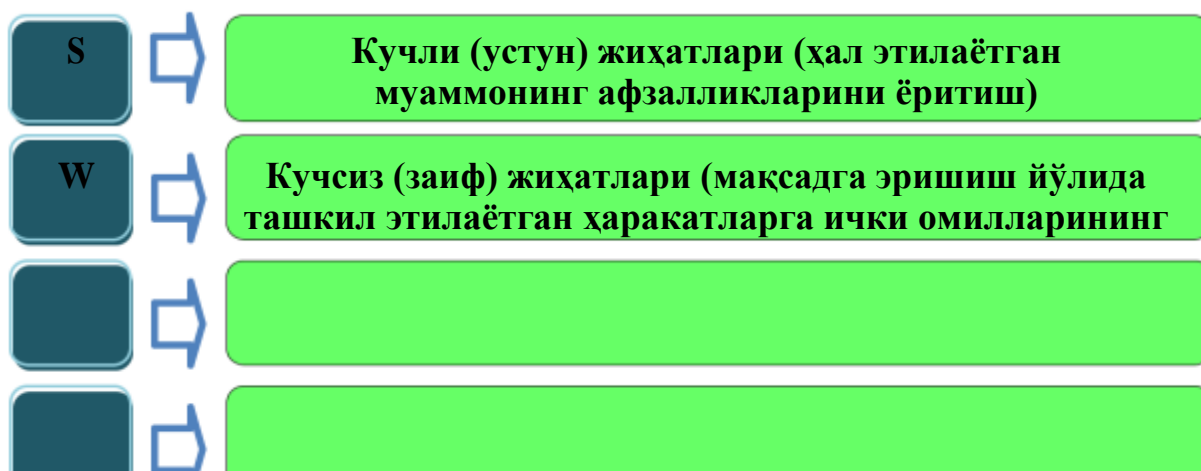 S
Кучли (устун) жиҳатлари (ҳал этилаётган
муаммонинг афзалликларини ёритиш)
W
Кучсиз (заиф) жиҳатлари (мақсадга эришиш йўлида
ташкил этилаётган ҳаракатларга ички омилларининг